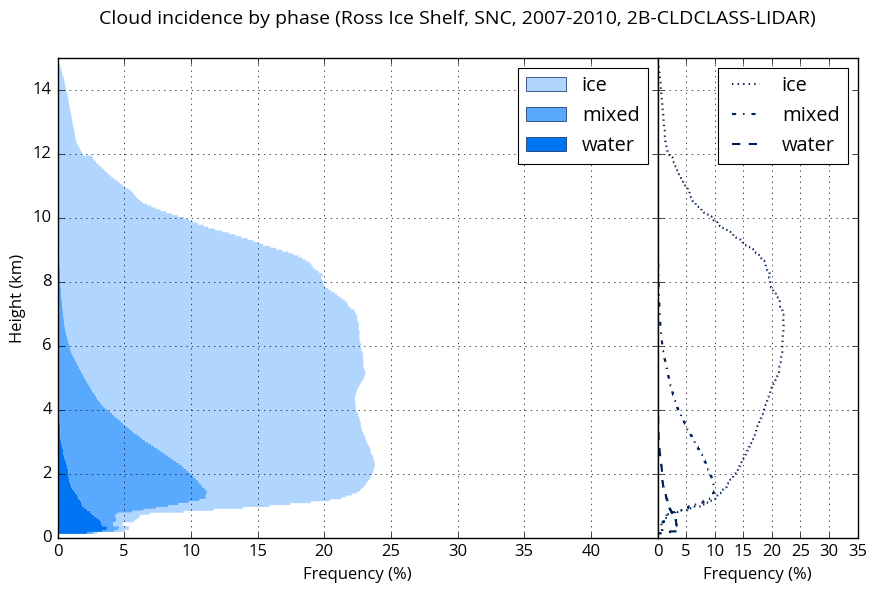 Cloud incidence by phase (Ross Ice Shelf, SNC, 2007-2010, 2B-CLDCLASS-LIDAR)
ice
mixed
water
ice
mixed
water
Height (km)
14
12
10
8
6
4
2
0
0 5 10 15 20 25 30 35 40
0 5 10 15 20 25 30 35
Frequency (%)
Frequency (%)